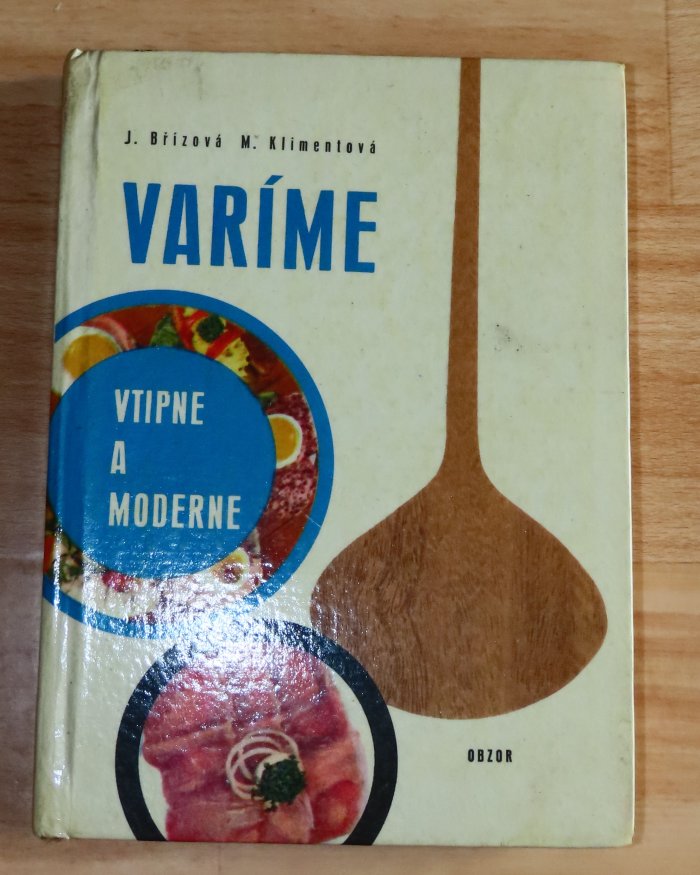 J. Břízová M. Klimentová
VARÍME
VTIPNE
A
MODERNE
OBZOR